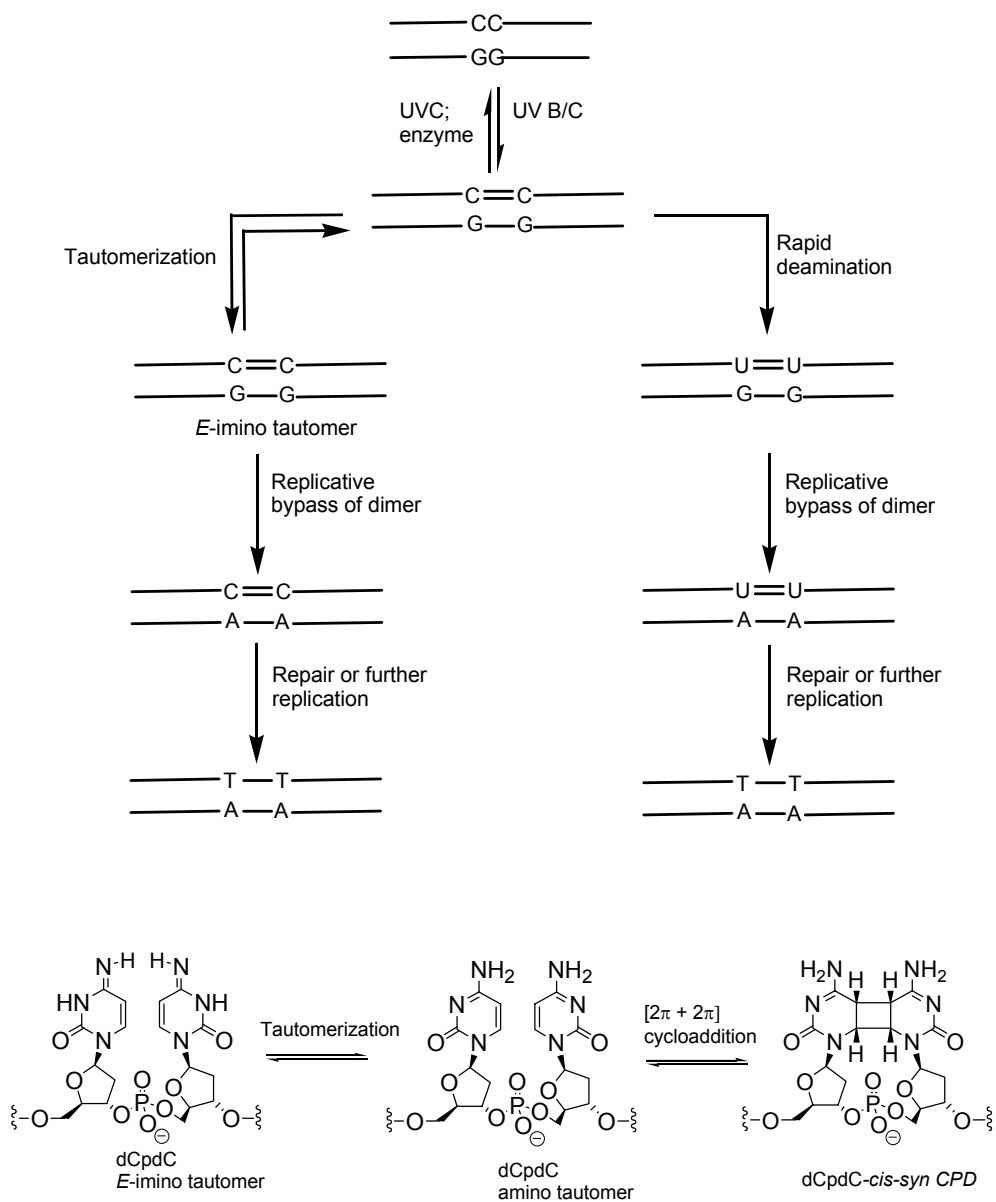 CC
GG
UVC;
enzyme
UV B/C
C C
G G
Tautomerization
Rapid
deamination
C C
G G
E-imino tautomer
U U
G G
Replicative
bypass of dimer
Replicative
bypass of dimer
C C
A A
U U
A A
Repair or further
replication
Repair or further
replication
T T
A A
T T
A A
N H H N
HN NH
O N N O
O O
O
O O P O O
O
dCpdC
E-imino tautomer
Tautomerization
NH2 NH2
N N
O N N O
O O
O
O O P O O
O
dCpdC
amino tautomer
[2π + 2π]
cycloaddition
H2N H H NH2
N N
O N H H N O
O O
O
O O P O O
O
dCpdC-cis-syn CPD